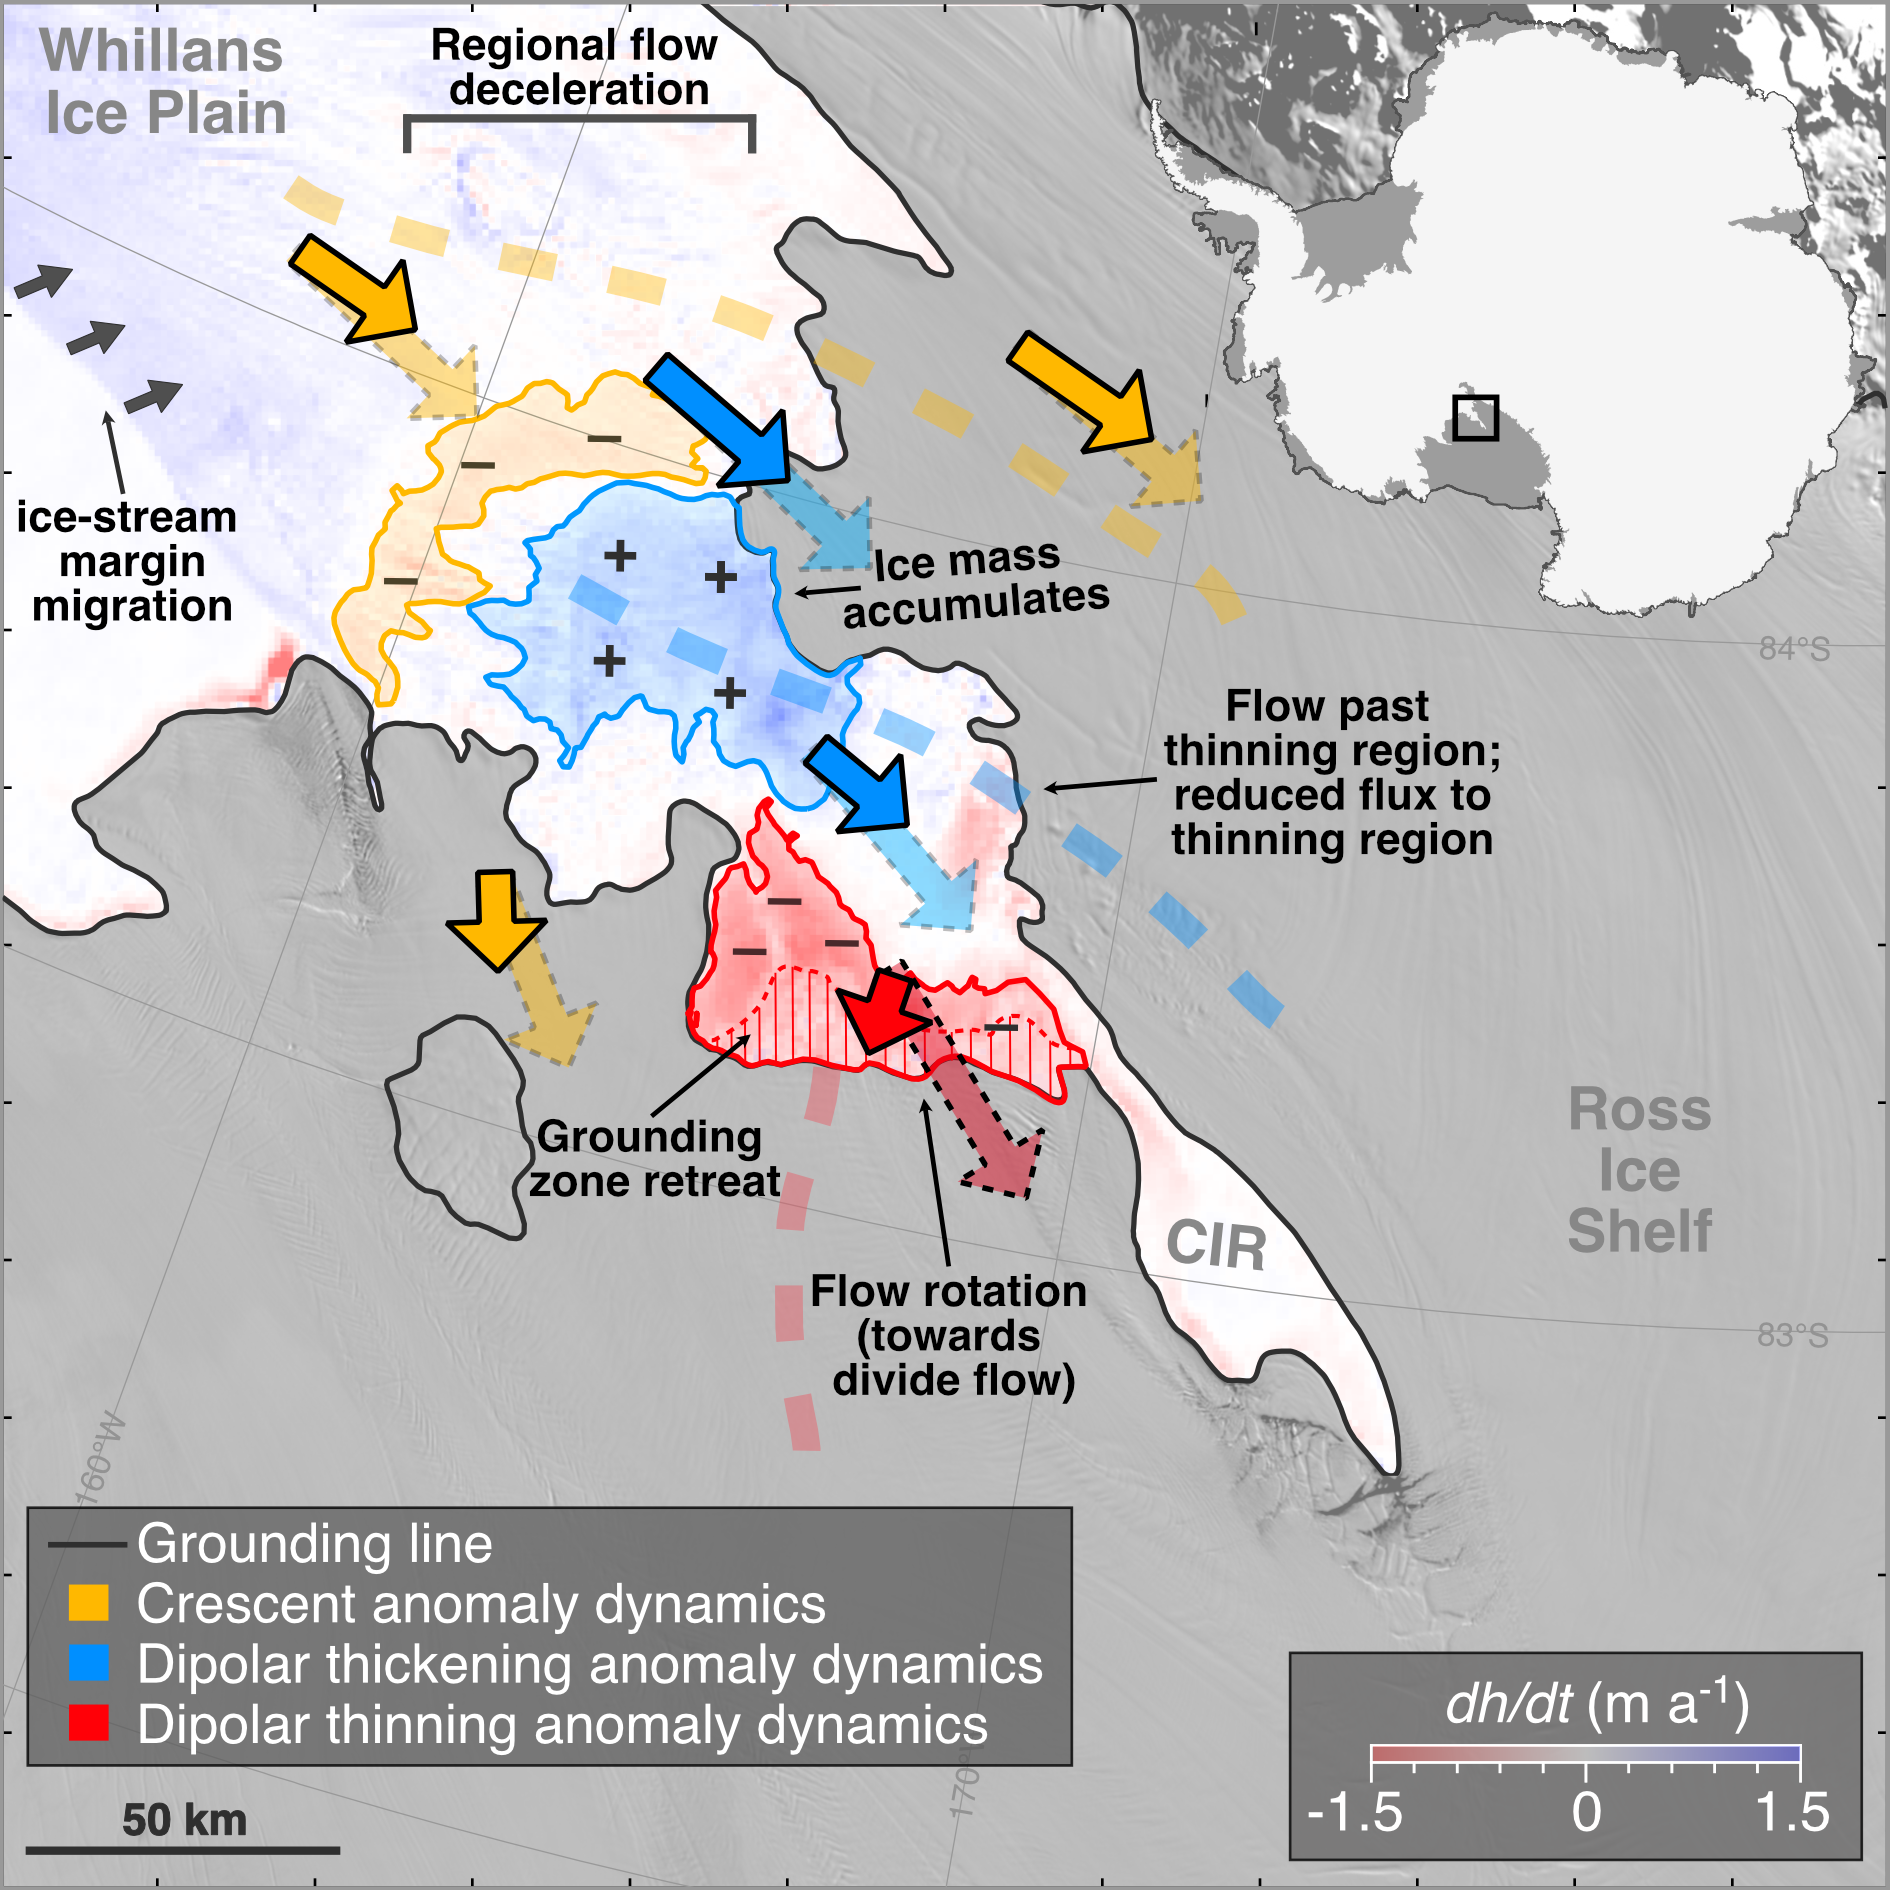 Whillans
Ice Plain
Regional flow
deceleration
ice-stream
margin
migration
Ice mass
accumulates
84°S
Flow past
thinning region;
reduced flux to
thinning region
Ross
Ice
Shelf
Grounding
zone retreat
CIR
Flow rotation
(towards
divide flow)
83°S
160°W
Grounding line
Crescent anomaly dynamics
Dipolar thickening anomaly dynamics
Dipolar thinning anomaly dynamics
50 km
dh/dt (m a⁻¹)
-1.5 0 1.5